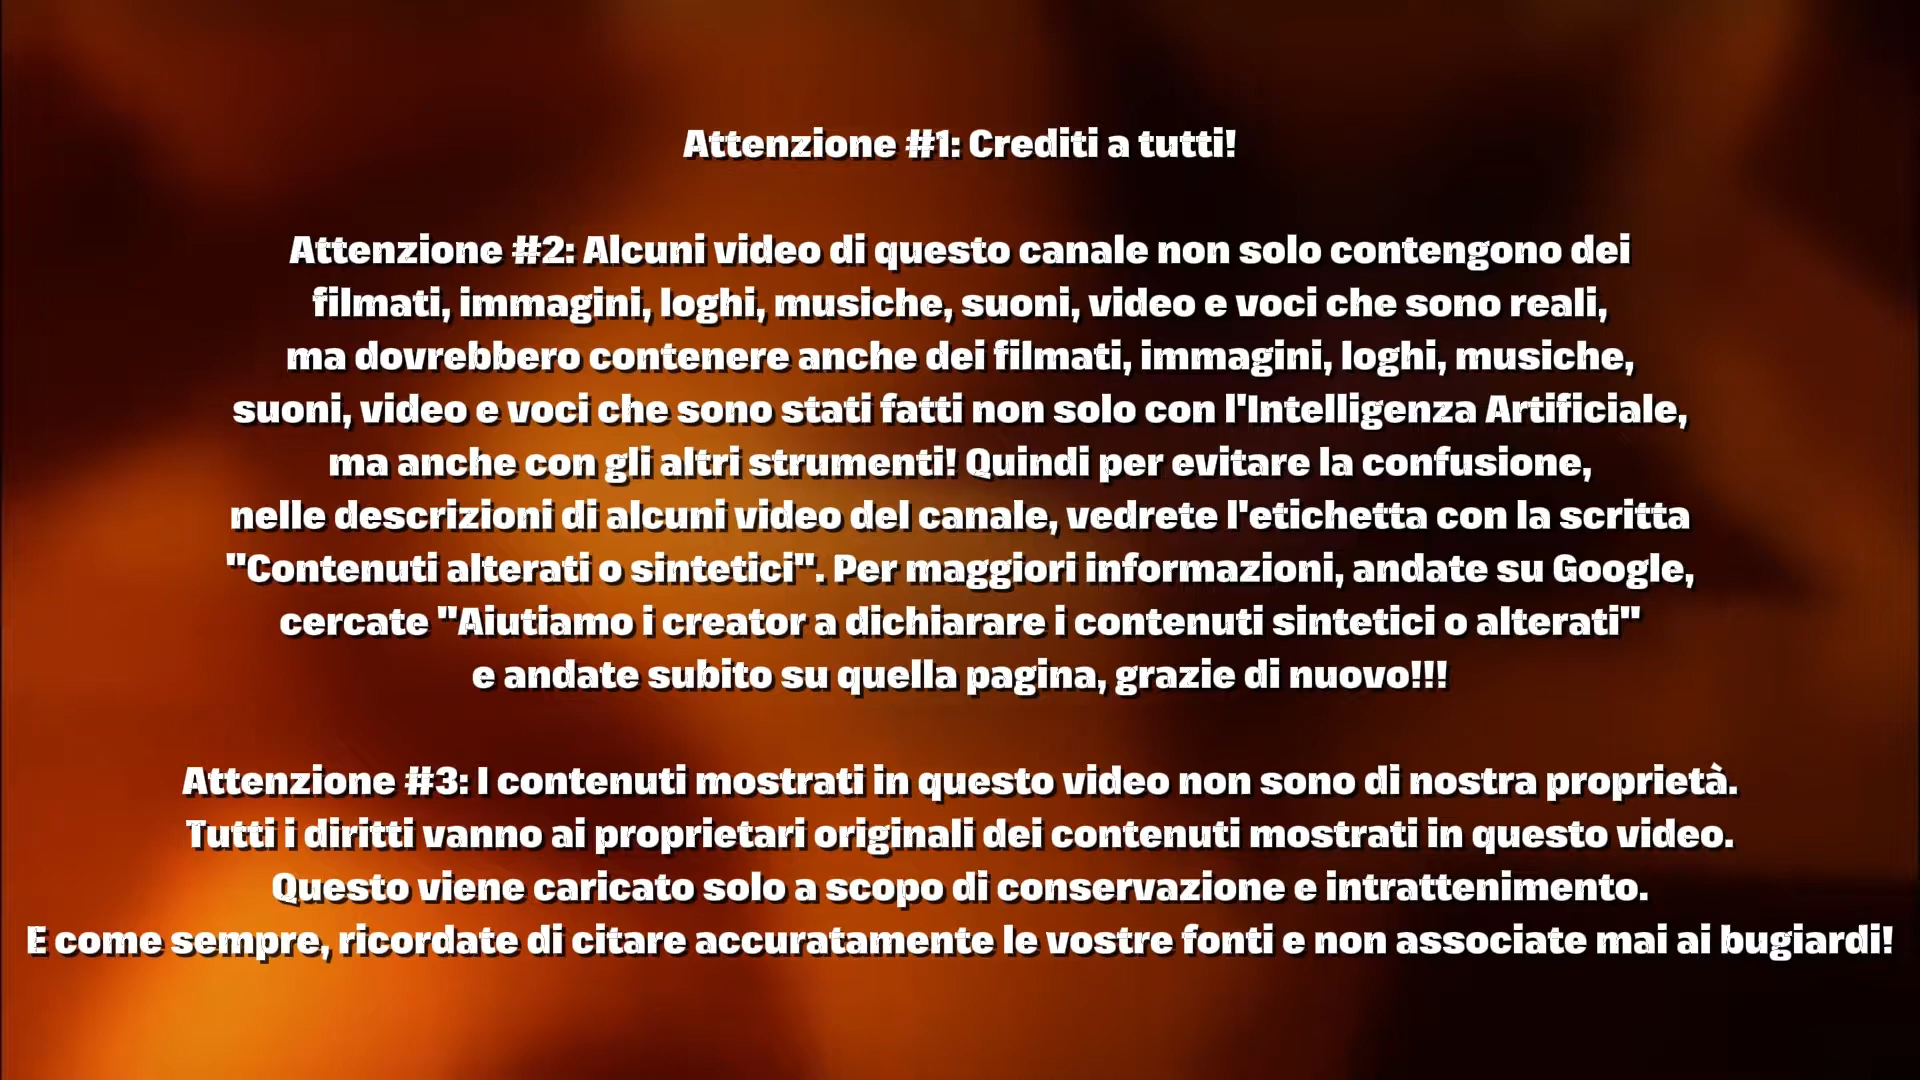 Attenzione #1: Crediti a tutti!
Attenzione #2: Alcuni video di questo canale non solo contengono dei
filmati, immagini, loghi, musiche, suoni, video e voci che sono reali,
ma dovrebbero contenere anche dei filmati, immagini, loghi, musiche,
suoni, video e voci che sono stati fatti non solo con l'Intelligenza Artificiale,
ma anche con gli altri strumenti! Quindi per evitare la confusione,
nelle descrizioni di alcuni video del canale, vedrete l'etichetta con la scritta
"Contenuti alterati o sintetici". Per maggiori informazioni, andate su Google,
cercate "Aiutiamo i creator a dichiarare i contenuti sintetici o alterati"
e andate subito su quella pagina, grazie di nuovo!!!
Attenzione #3: I contenuti mostrati in questo video non sono di nostra proprietà.
Tutti i diritti vanno ai proprietari originali dei contenuti mostrati in questo video.
Questo viene caricato solo a scopo di conservazione e intrattenimento.
E come sempre, ricordate di citare accuratamente le vostre fonti e non associate mai ai bugiardi!